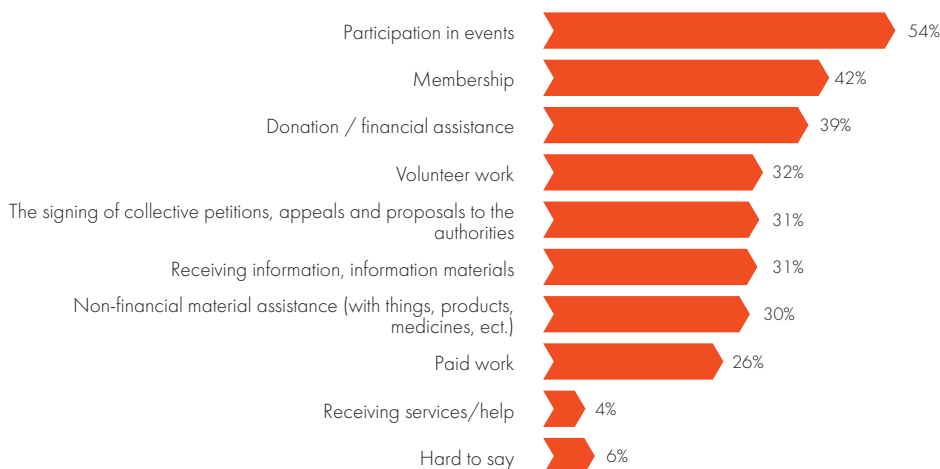 Participation in events 54%
Membership 42%
Donation / financial assistance 39%
Volunteer work 32%
The signing of collective petitions, appeals and proposals to the
authorities 31%
Receiving information, information materials 31%
Non-financial material assistance (with things, products,
medicines, ect.) 30%
Paid work 26%
Receiving services/help 4%
Hard to say 6%